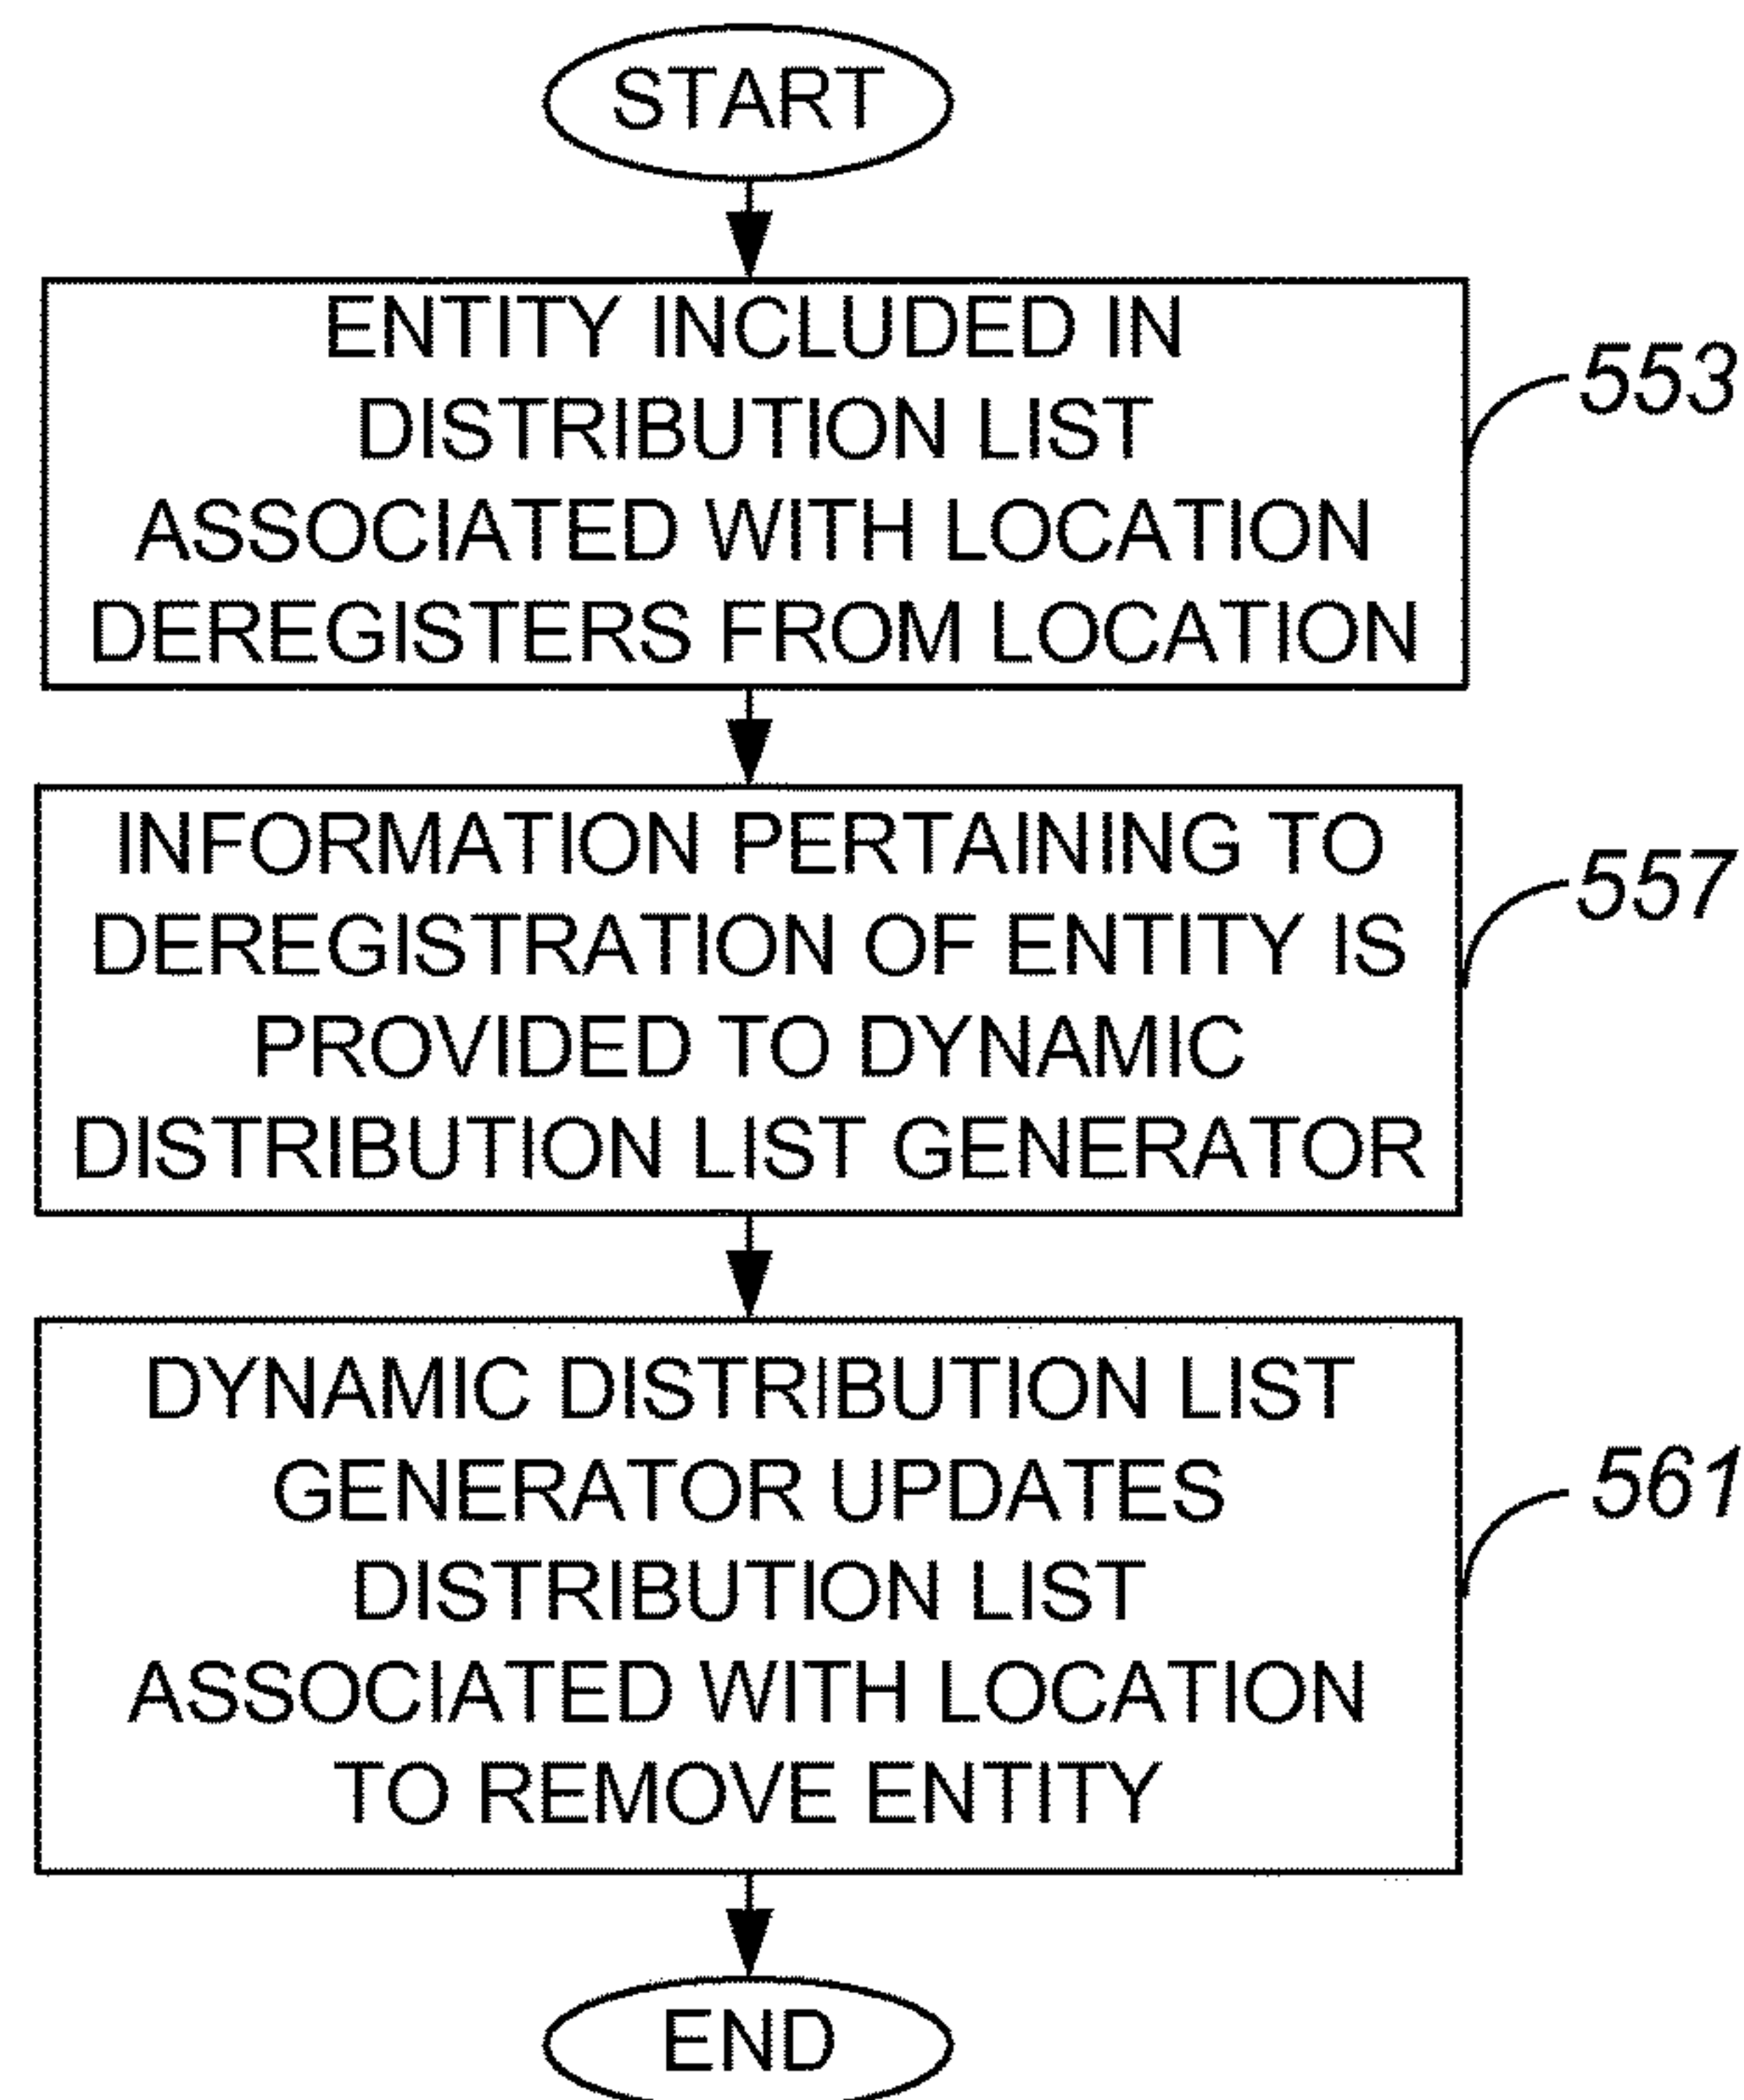 START
ENTITY INCLUDED IN
DISTRIBUTION LIST
ASSOCIATED WITH LOCATION
DEREGISTERS FROM LOCATION
553
INFORMATION PERTAINING TO
DEREGISTRATION OF ENTITY IS
PROVIDED TO DYNAMIC
DISTRIBUTION LIST GENERATOR
557
DYNAMIC DISTRIBUTION LIST
GENERATOR UPDATES
DISTRIBUTION LIST
ASSOCIATED WITH LOCATION
TO REMOVE ENTITY
561
END